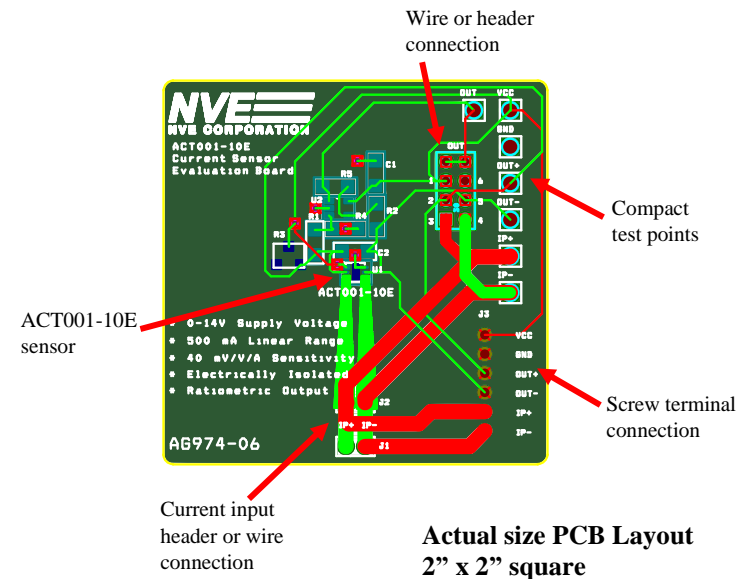 Wire or header
connection
OUT
VCC
NVE
NVE CORPORATION
GND
ACT001-10E
Current Sensor
Evaluation Board
OUT
C1
OUT+
R5
1
6
U2
2
5
OUT-
R1
R4
R2
3
4
Compact
test points
R3
IP+
C2
U1
IP-
ACT001-10E
ACT001-10E
sensor
J3
* 0-14V Supply Voltage
VCC
* 500 mA Linear Range
GND
* 40 mV/V/A Sensitivity
* Electrically Isolated
OUT+
* Ratiometric Output
OUT-
J2
Screw terminal
connection
IP+
IP+ IP-
IP-
AG974-06
J1
Current input
header or wire
connection
Actual size PCB Layout
2” x 2” square